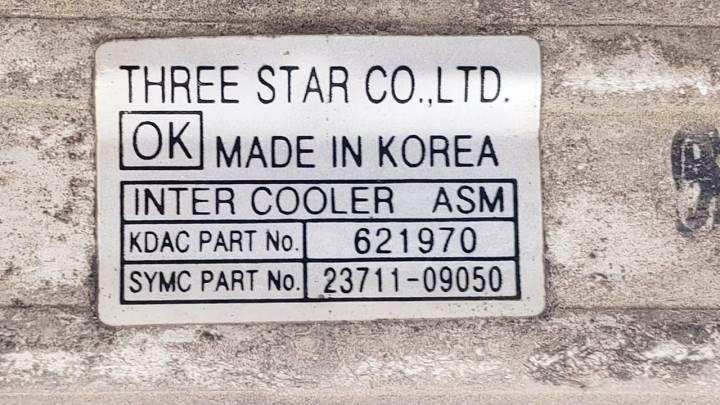 THREE STAR CO.,LTD.
OK MADE IN KOREA
INTER COOLER ASM
KDAC PART No. 621970
SYMC PART No. 23711-09050